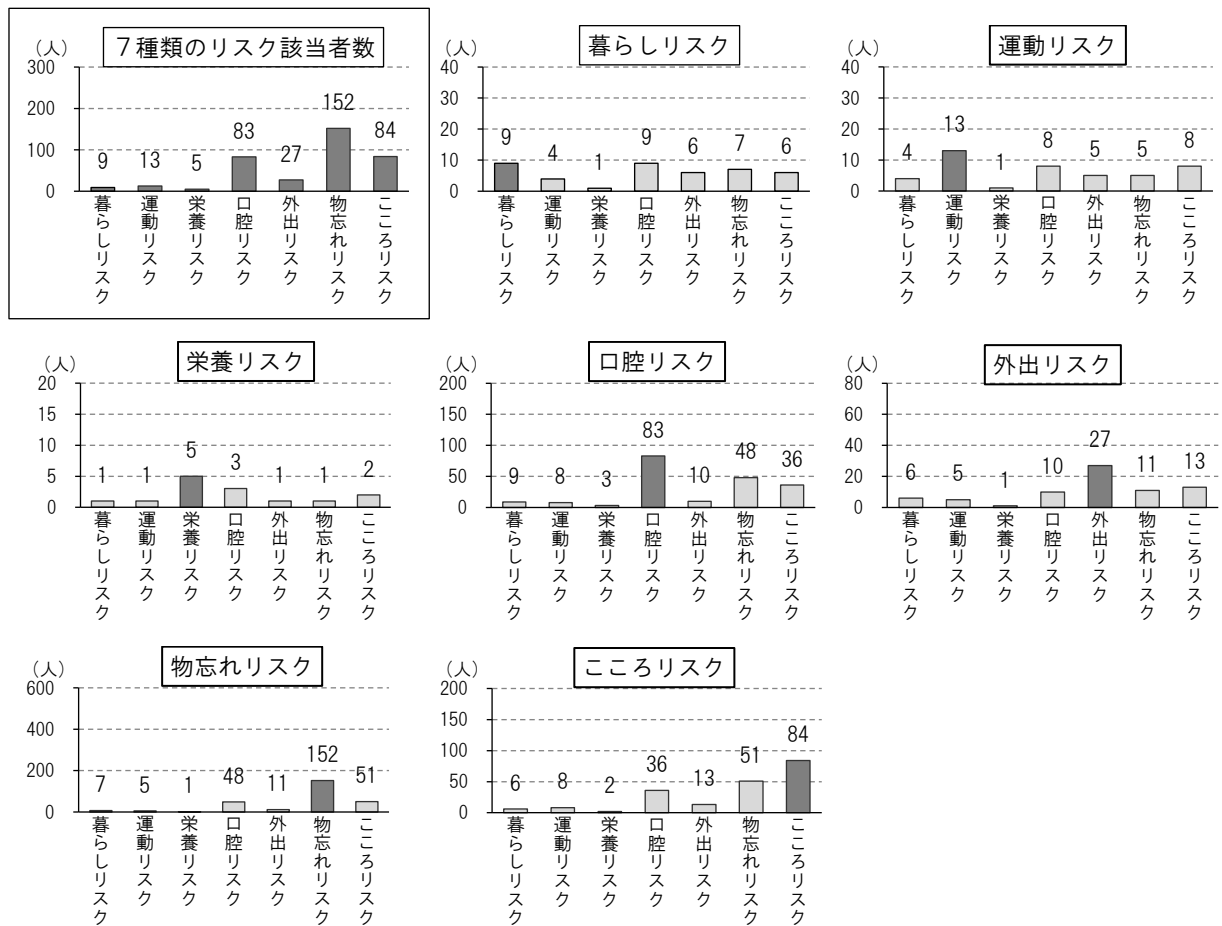 ７種類のリスク該当者数
（人）
300
200
100
0
9
13
5
83
27
152
84
暮らしリスク
運動リスク
栄養リスク
口腔リスク
外出リスク
物忘れリスク
こころリスク
暮らしリスク
（人）
40
30
20
10
0
9
4
1
9
6
7
6
暮らしリスク
運動リスク
栄養リスク
口腔リスク
外出リスク
物忘れリスク
こころリスク
運動リスク
（人）
40
30
20
10
0
4
13
1
8
5
5
8
暮らしリスク
運動リスク
栄養リスク
口腔リスク
外出リスク
物忘れリスク
こころリスク
栄養リスク
（人）
20
15
10
5
0
1
1
5
3
1
1
2
暮らしリスク
運動リスク
栄養リスク
口腔リスク
外出リスク
物忘れリスク
こころリスク
口腔リスク
（人）
200
150
100
50
0
9
8
3
83
10
48
36
暮らしリスク
運動リスク
栄養リスク
口腔リスク
外出リスク
物忘れリスク
こころリスク
外出リスク
（人）
80
60
40
20
0
6
5
1
10
27
11
13
暮らしリスク
運動リスク
栄養リスク
口腔リスク
外出リスク
物忘れリスク
こころリスク
物忘れリスク
（人）
600
400
200
0
7
5
1
48
11
152
51
暮らしリスク
運動リスク
栄養リスク
口腔リスク
外出リスク
物忘れリスク
こころリスク
こころリスク
（人）
200
150
100
50
0
6
8
2
36
13
51
84
暮らしリスク
運動リスク
栄養リスク
口腔リスク
外出リスク
物忘れリスク
こころリスク